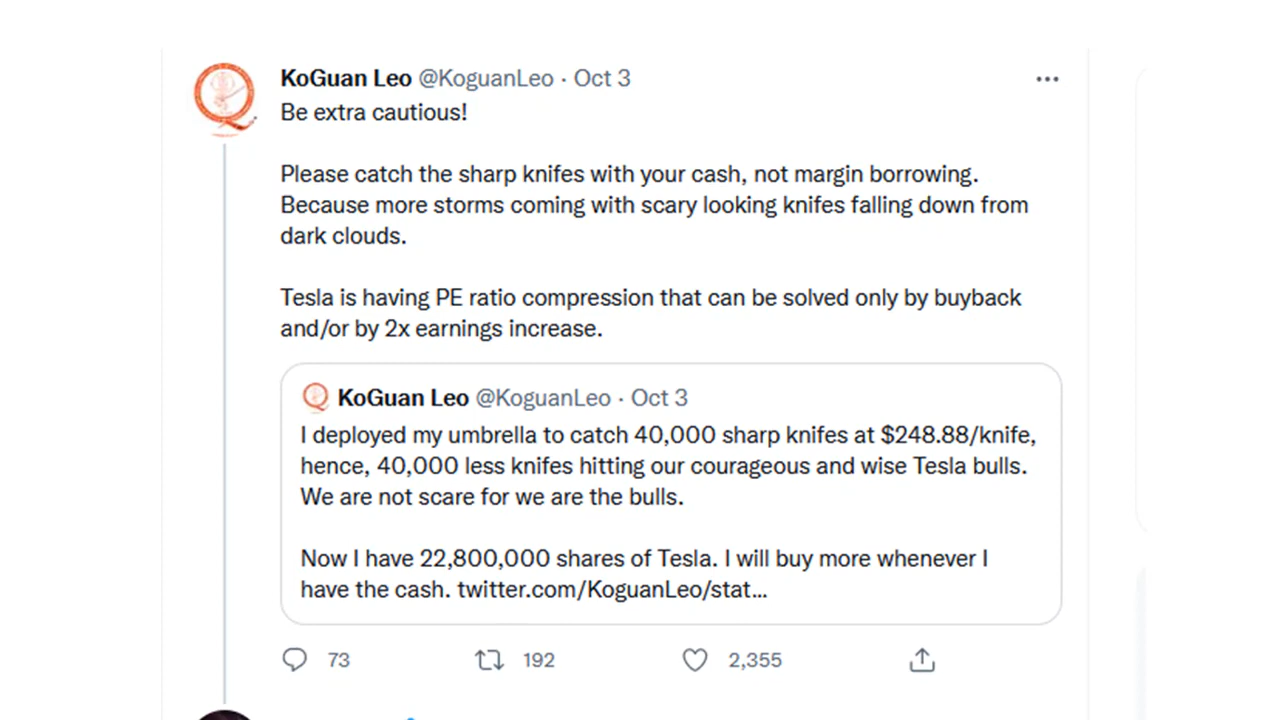 KoGuan Leo @KoguanLeo · Oct 3
Be extra cautious!
Please catch the sharp knifes with your cash, not margin borrowing.
Because more storms coming with scary looking knifes falling down from
dark clouds.
Tesla is having PE ratio compression that can be solved only by buyback
and/or by 2x earnings increase.
KoGuan Leo @KoguanLeo · Oct 3
I deployed my umbrella to catch 40,000 sharp knifes at $248.88/knife,
hence, 40,000 less knifes hitting our courageous and wise Tesla bulls.
We are not scare for we are the bulls.
Now I have 22,800,000 shares of Tesla. I will buy more whenever I
have the cash. twitter.com/KoguanLeo/stat...
73 192 2,355